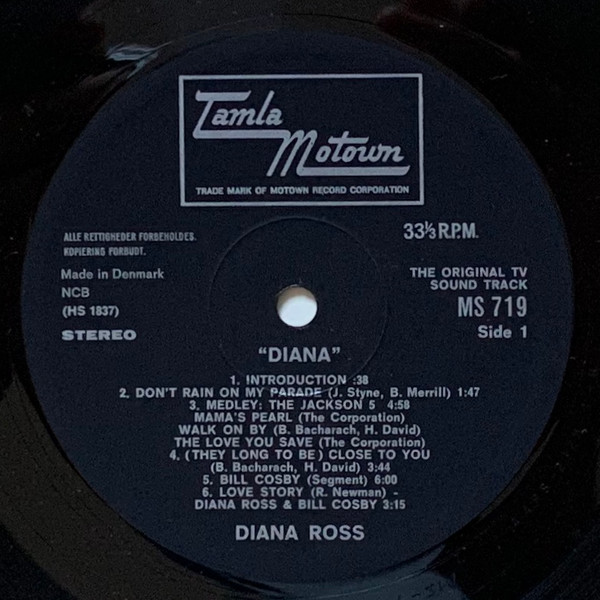 Tamla
Motown
TRADE MARK OF MOTOWN RECORD CORPORATION
ALLE RETTIGHEDER FORBEHOLDES.
KOPIERING FORBUDT.
33⅓ R.P.M.
Made in Denmark
NCB
(HS 1837)
STEREO
THE ORIGINAL TV
SOUND TRACK
MS 719
Side 1
“DIANA”
1. INTRODUCTION :38
2. DON'T RAIN ON MY PARADE (J. Styne, B. Merrill) 1:47
3. MEDLEY: THE JACKSON 5 4:58
MAMA'S PEARL (The Corporation)
WALK ON BY (B. Bacharach, H. David)
THE LOVE YOU SAVE (The Corporation)
4. (THEY LONG TO BE) CLOSE TO YOU
(B. Bacharach, H. David) 3:44
5. BILL COSBY (Segment) 6:00
6. LOVE STORY (R. Newman) -
DIANA ROSS & BILL COSBY 3:15
DIANA ROSS